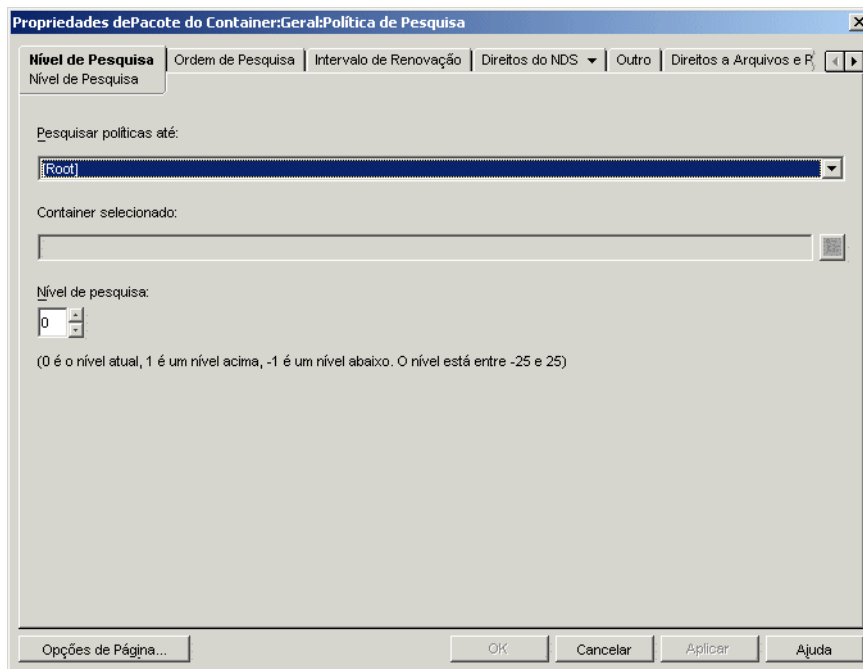 Propriedades dePacote do Container:Geral:Política de Pesquisa
Nível de Pesquisa Ordem de Pesquisa Intervalo de Renovação Direitos do NDS Outro Direitos a Arquivos e
Nível de Pesquisa
Pesquisar políticas até:
[Root]
Container selecionado:
Nível de pesquisa:
0
(0 é o nível atual, 1 é um nível acima, -1 é um nível abaixo. O nível está entre -25 e 25)
Opções de Página... OK Cancelar Aplicar Ajuda